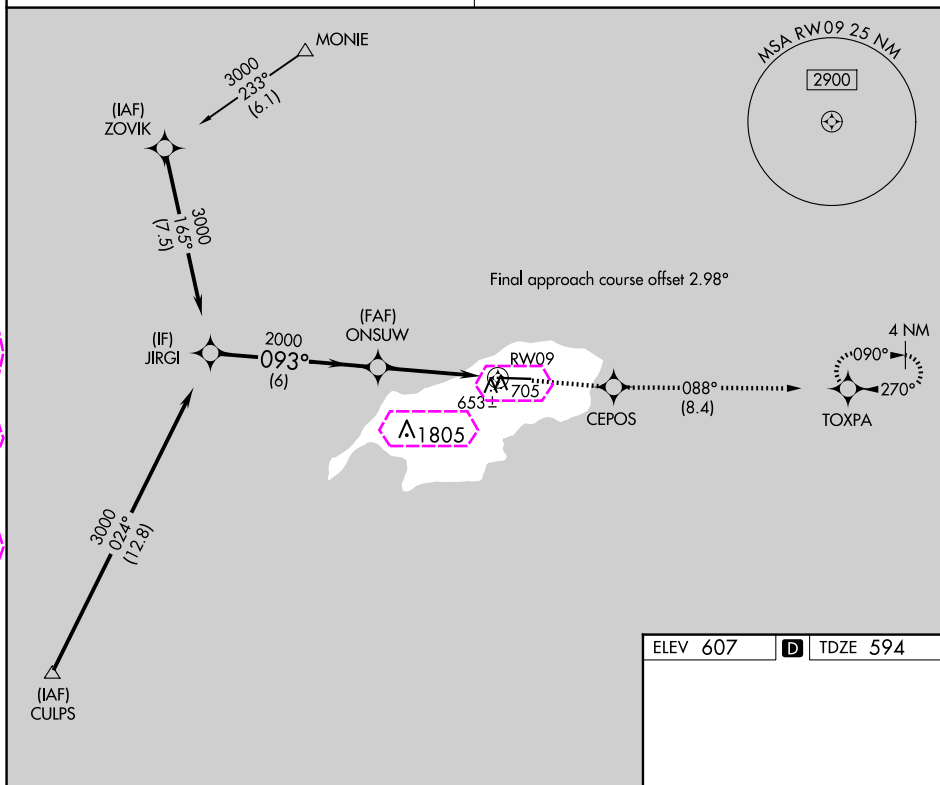 MONIE
3000
233°
(6.1)
MSA RW09 25 NM
2900
(IAF)
ZOVIK
3000
165°
(7.5)
Final approach course offset 2.98°
(IF)
JIRGI
2000
093°
(6)
(FAF)
ONSUW
RW09
705
653±
1805
CEPOS
088°
(8.4)
4 NM
090°
270°
TOXPA
3000
024°
(12.8)
(IAF)
CULPS
ELEV 607 D TDZE 594